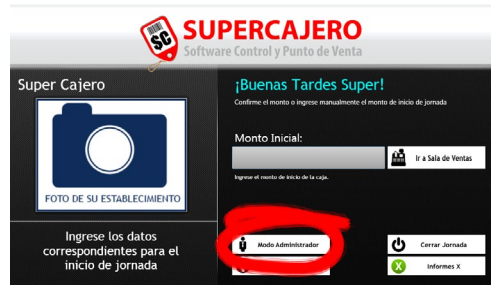 SC
SUPERCAJERO
Software Control y Punto de Venta
Super Cajero
FOTO DE SU ESTABLECIMIENTO
Ingrese los datos
correspondientes para el
inicio de jornada
¡Buenas Tardes Super!
Confirme el monto o ingrese manualmente el monto de inicio de jornada
Monto Inicial:
Ir a Sala de Ventas
Ingrese el monto de inicio de la caja.
Modo Administrador
Cerrar Jornada
X
Informes X